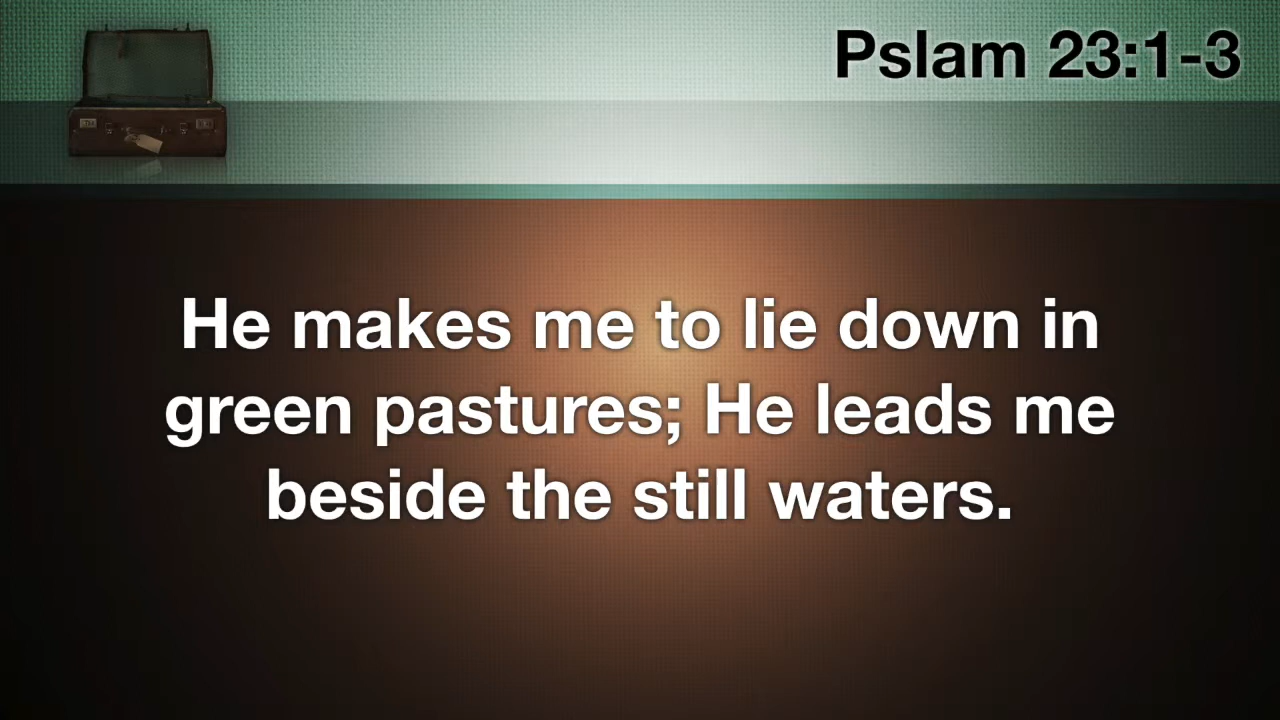 Pslam 23:1-3
He makes me to lie down in
green pastures; He leads me
beside the still waters.